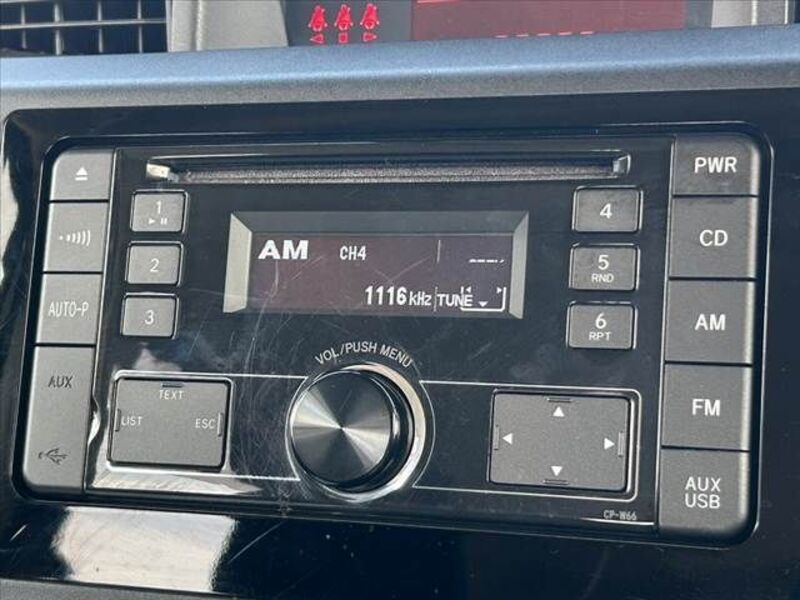 PWR
1
4
AM CH4
CD
2
5
RND
1116 kHz TUNE
AUTO-P
3
6
RPT
AM
VOL/PUSH MENU
AUX
TEXT
LIST ESC
FM
AUX
USB
CP-W66